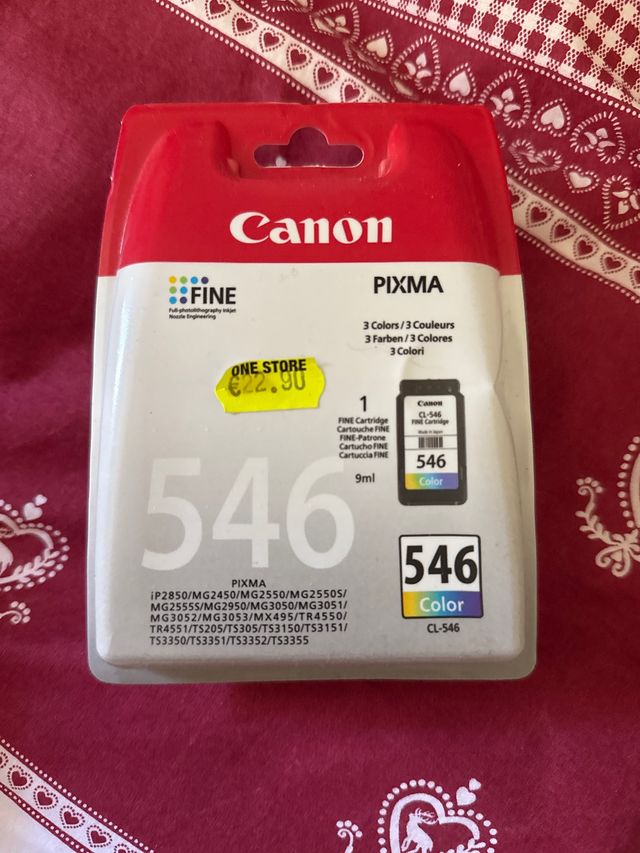 Canon
FINE
Full-photolithography Inkjet
Nozzle Engineering
PIXMA
3 Colors / 3 Couleurs
3 Farben / 3 Colores
3 Colori
ONE STORE
€22.90
1
FINE Cartridge
Cartouche FINE
FINE-Patrone
Cartucho FINE
Cartuccia FINE
9ml
Canon
CL-546
FINE Cartridge
Made in Japan
546
Color
546
546
Color
CL-546
PIXMA
iP2850/MG2450/MG2550/MG2550S/
MG2555S/MG2950/MG3050/MG3051/
MG3052/MG3053/MX495/TR4550/
TR4551/TS205/TS305/TS3150/TS3151/
TS3350/TS3351/TS3352/TS3355